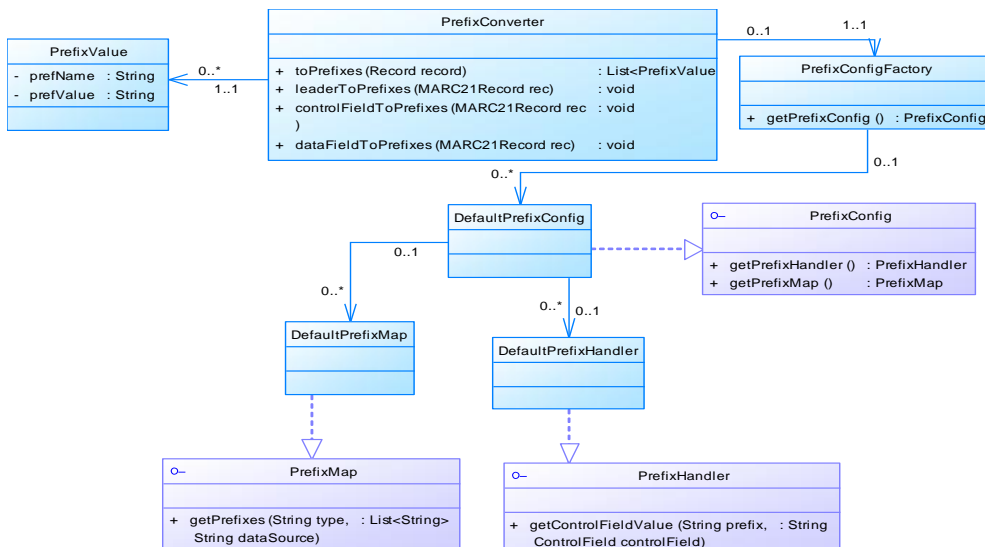 PrefixConverter
+ toPrefixes (Record record) : List<PrefixValue
+ leaderToPrefixes (MARC21Record rec) : void
+ controlFieldToPrefixes (MARC21Record rec : void
)
+ dataFieldToPrefixes (MARC21Record rec) : void
PrefixValue
- prefName : String
- prefValue : String
0..*
1..1
0..1
1..1
PrefixConfigFactory
+ getPrefixConfig () : PrefixConfig
0..1
0..*
DefaultPrefixConfig
PrefixConfig
+ getPrefixHandler () : PrefixHandler
+ getPrefixMap () : PrefixMap
0..1
0..*
0..*
0..1
DefaultPrefixMap
DefaultPrefixHandler
PrefixMap
+ getPrefixes (String type, : List<String>
String dataSource)
PrefixHandler
+ getControlFieldValue (String prefix, : String
ControlField controlField)